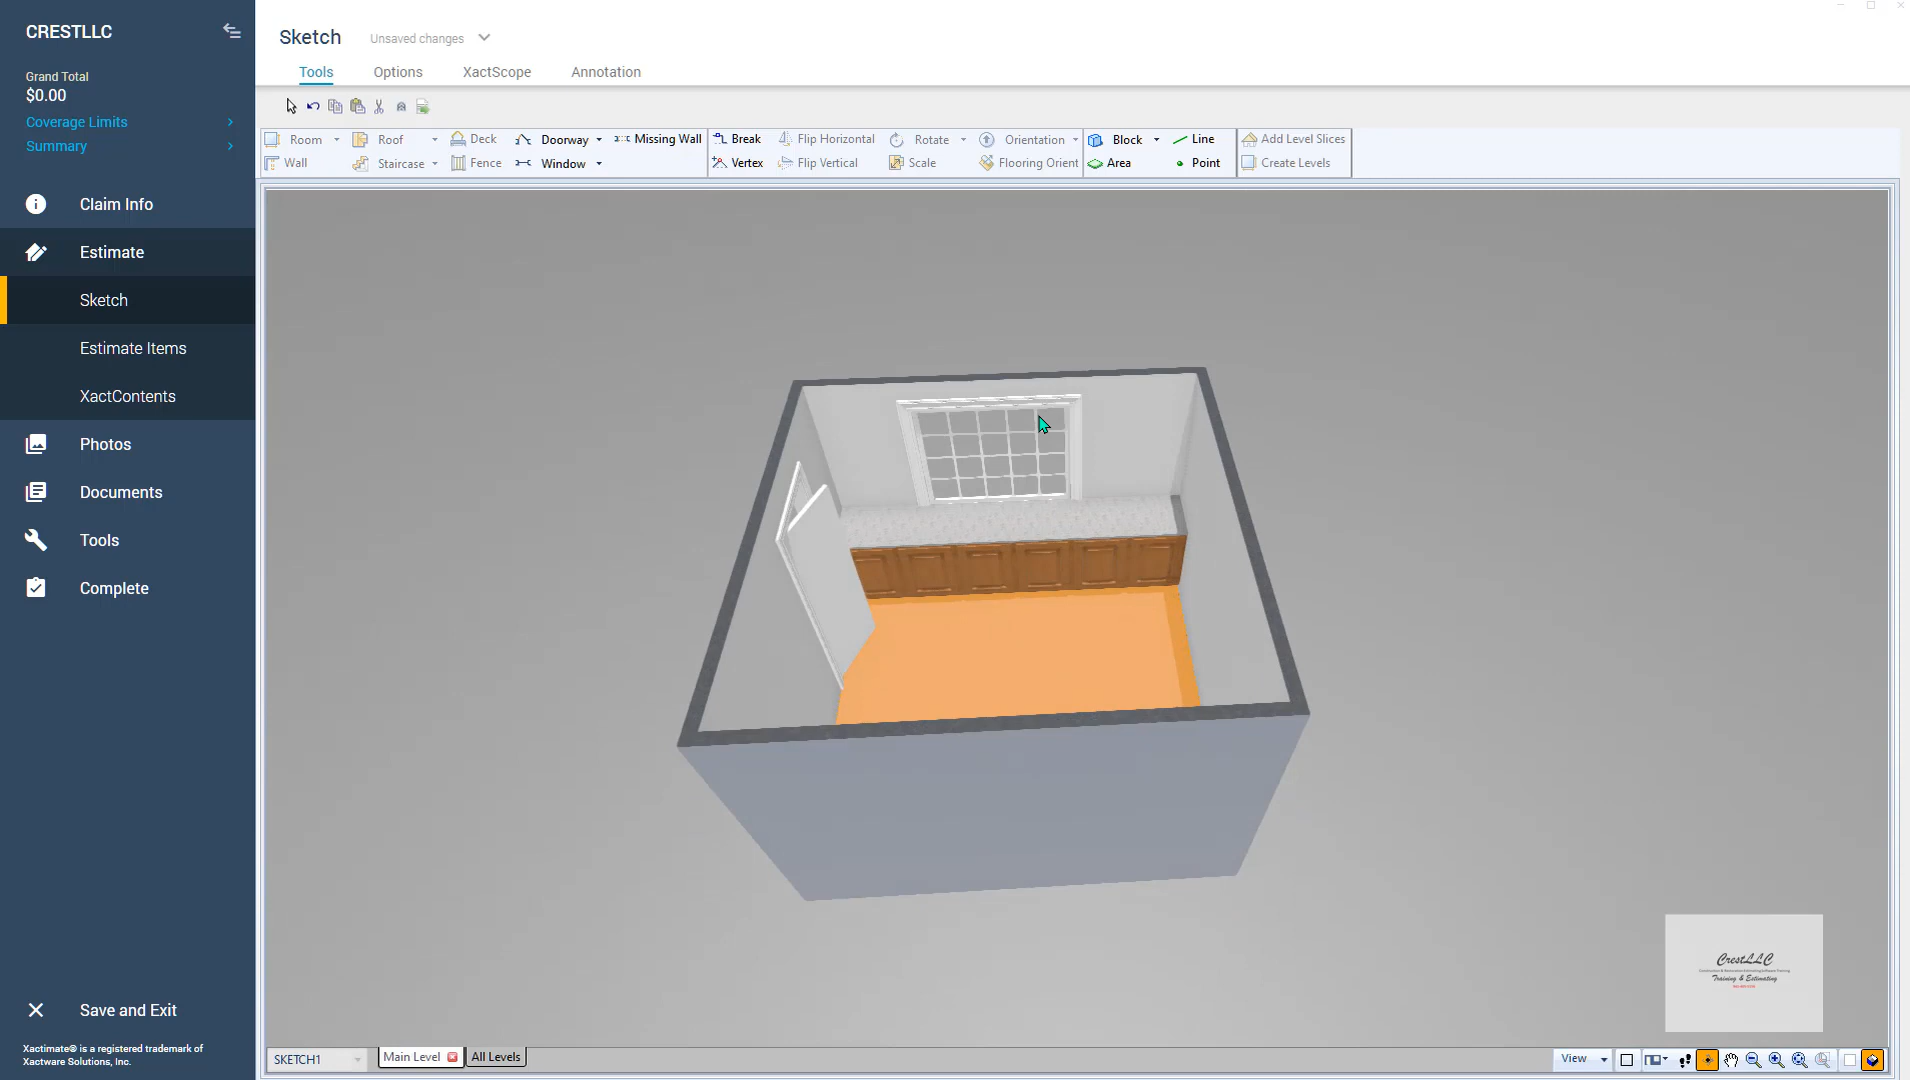 CRESTLLC
Grand Total
$0.00
Coverage Limits
Summary
Claim Info
Estimate
Sketch
Estimate Items
XactContents
Photos
Documents
Tools
Complete
Save and Exit
Xactimate® is a registered trademark of
Xactware Solutions, Inc.
Sketch Unsaved changes
Tools Options XactScope Annotation
Room Roof Deck Doorway Missing Wall Break Flip Horizontal Rotate Orientation Block Line Add Level Slices
Wall Staircase Fence Window Vertex Flip Vertical Scale Flooring Orient Area Point Create Levels
CrestLLC
Training & Estimating
SKETCH1 Main Level All Levels View